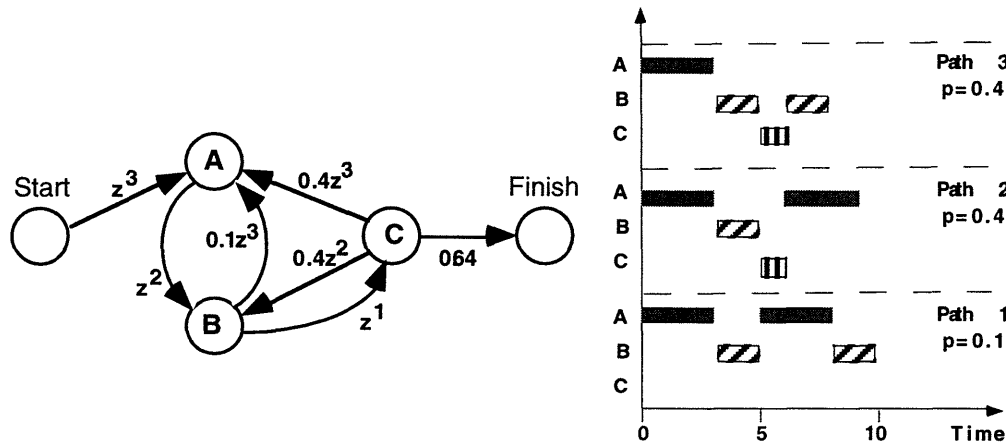 Start
z3
A
z2
0.1z3
B
0.4z3
0.4z2
z1
C
064
Finish
A
B
C
Path 3
p=0.4
A
B
C
Path 2
p=0.4
A
B
C
Path 1
p=0.1
0
5
10
Time